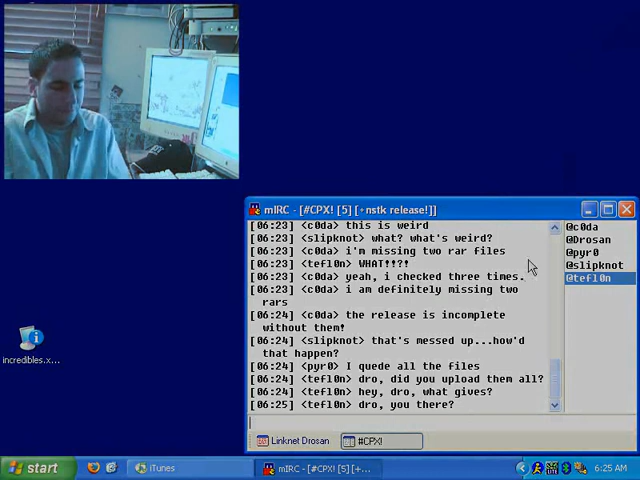 mIRC - [#CPX! [5] [+nstk release!]]
[06:23] <c0da> this is weird
[06:23] <slipknot> what? what's weird?
[06:23] <c0da> i'm missing two rar files
[06:23] <tefl0n> WHAT!!?!
[06:23] <c0da> yeah, i checked three times.
[06:23] <c0da> i am definitely missing two
rars
[06:24] <c0da> the release is incomplete
without them!
[06:24] <slipknot> that's messed up...how'd
that happen?
[06:24] <pyr0> I quede all the files
[06:24] <tefl0n> dro, did you upload them all?
[06:24] <tefl0n> hey, dro, what gives?
[06:25] <tefl0n> dro, you there?
@c0da
@Drosan
@pyr0
@slipknot
@tefl0n
incredibles.x...
Linknet Drosan
#CPX!
start
iTunes
mIRC - [#CPX! [5] [+...
6:25 AM